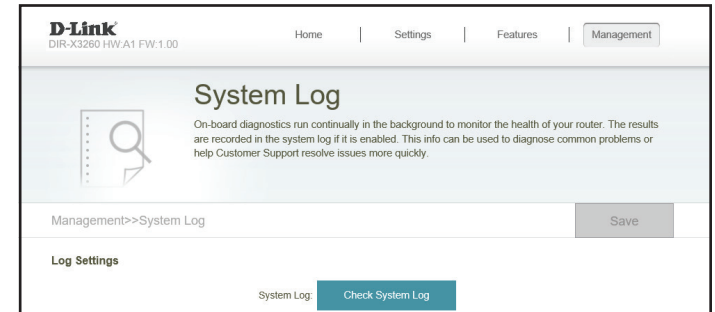 D-Link
DIR-X3260 HW:A1 FW:1.00
Home | Settings | Features | Management
System Log
On-board diagnostics run continually in the background to monitor the health of your router. The results
are recorded in the system log if it is enabled. This info can be used to diagnose common problems or
help Customer Support resolve issues more quickly.
Management>>System Log
Save
Log Settings
System Log: Check System Log